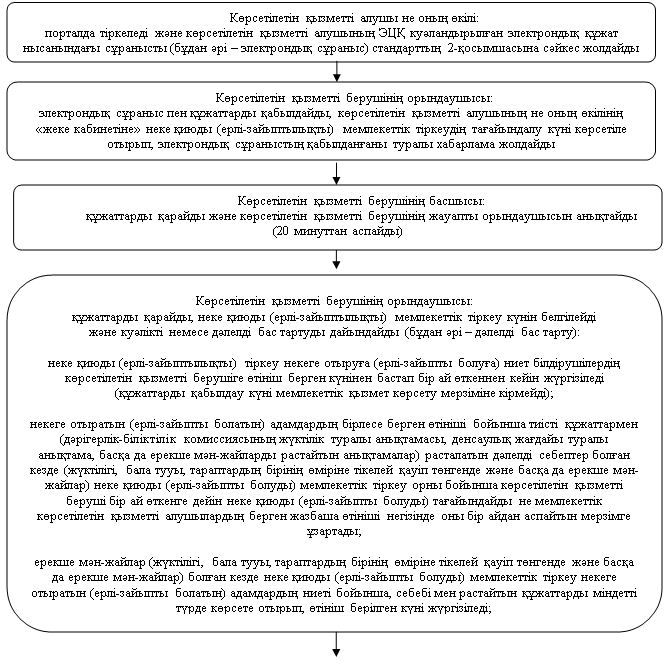 Көрсетілетін қызметті алушы не оның өкілі:
порталда тіркеледі және көрсетілетін қызметті алушының ЭЦҚ куәландырылған электрондық құжат
нысанындағы сұранысты (бұдан әрі – электрондық сұраныс) стандарттың 2-қосымшасына сәйкес жолдайды
Көрсетілетін қызметті берушінің орындаушысы:
электрондық сұраныс пен құжаттарды қабылдайды, көрсетілетін қызметті алушының не оның өкілінің
«жеке кабинетіне» неке қиюды (ерлі-зайыптылықты) мемлекеттік тіркеудің тағайындалу күні көрсетіле
отырып, электрондық сұраныстың қабылданғаны туралы хабарлама жолдайды
Көрсетілетін қызметті берушінің басшысы:
құжаттарды қарайды және көрсетілетін қызметті берушінің жауапты орындаушысын анықтайды
(20 минуттан аспайды)
Көрсетілетін қызметті берушінің орындаушысы:
құжаттарды қарайды, неке қиюды (ерлі-зайыптылықты) мемлекеттік тіркеу күнін белгілейді
және куәлікті немесе дәлелді бас тартуды дайындайды (бұдан әрі – дәлелді бас тарту):
неке қиюды (ерлі-зайыптылықты) тіркеу некеге отыруға (ерлі-зайыпты болуға) ниет білдірушілердің
көрсетілетін қызметті берушіге өтініш берген күнінен бастап бір ай өткеннен кейін жүргізіледі
(құжаттарды қабылдау күні мемлекеттік қызмет көрсету мерзіміне кірмейді);
некеге отыратын (ерлі-зайыпты болатын) адамдардың бірлесе берген өтініші бойынша тиісті құжаттармен
(дәрігерлік-біліктілік комиссиясының жүктілік туралы анықтамасы, денсаулық жағдайы туралы
анықтама, басқа да ерекше мән-жайларды растайтын анықтамалар) расталатын дәлелді себептер болған
кезде (жүктілігі, бала тууы, тараптардың бірінің өміріне тікелей қауіп төнгенде және басқа да ерекше мән-
жайлар) неке қиюды (ерлі-зайыпты болуды) мемлекеттік тіркеу орны бойынша көрсетілетін қызметті
беруші бір ай өткенге дейін неке қиюды (ерлі-зайыпты болуды) тағайындайды не мемлекеттік
көрсетілетін қызметті алушылардың берген жазбаша өтініші негізінде оны бір айдан аспайтын мерзімге
ұзартады;
ерекше мән-жайлар (жүктілігі, бала тууы, тараптардың бірінің өміріне тікелей қауіп төнгенде және басқа
да ерекше мән-жайлар) болған кезде неке қиюды (ерлі-зайыпты болуды) мемлекеттік тіркеу некеге
отыратын (ерлі-зайыпты болатын) адамдардың ниеті бойынша, себебі мен растайтын құжаттарды міндетті
түрде көрсете отырып, өтініш берілген күні жүргізіледі;